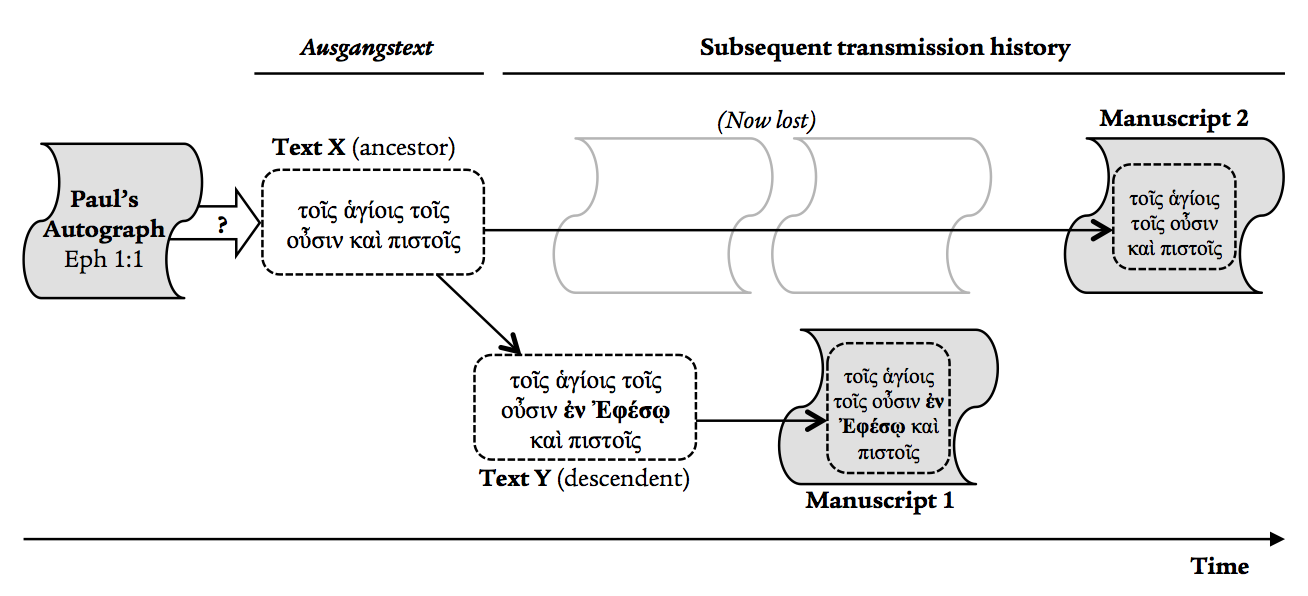 Ausgangstext
Subsequent transmission history
(Now lost)
Manuscript 2
Text X (ancestor)
Paul’s
Autograph
Eph 1:1
?
τοῖς ἁγίοις τοῖς
οὖσιν καὶ πιστοῖς
τοῖς ἁγίοις
τοῖς οὖσιν
καὶ πιστοῖς
τοῖς ἁγίοις τοῖς
οὖσιν ἐν Ἐφέσῳ
καὶ πιστοῖς
Text Y (descendent)
τοῖς ἁγίοις
τοῖς οὖσιν ἐν
Ἐφέσῳ καὶ
πιστοῖς
Manuscript 1
Time